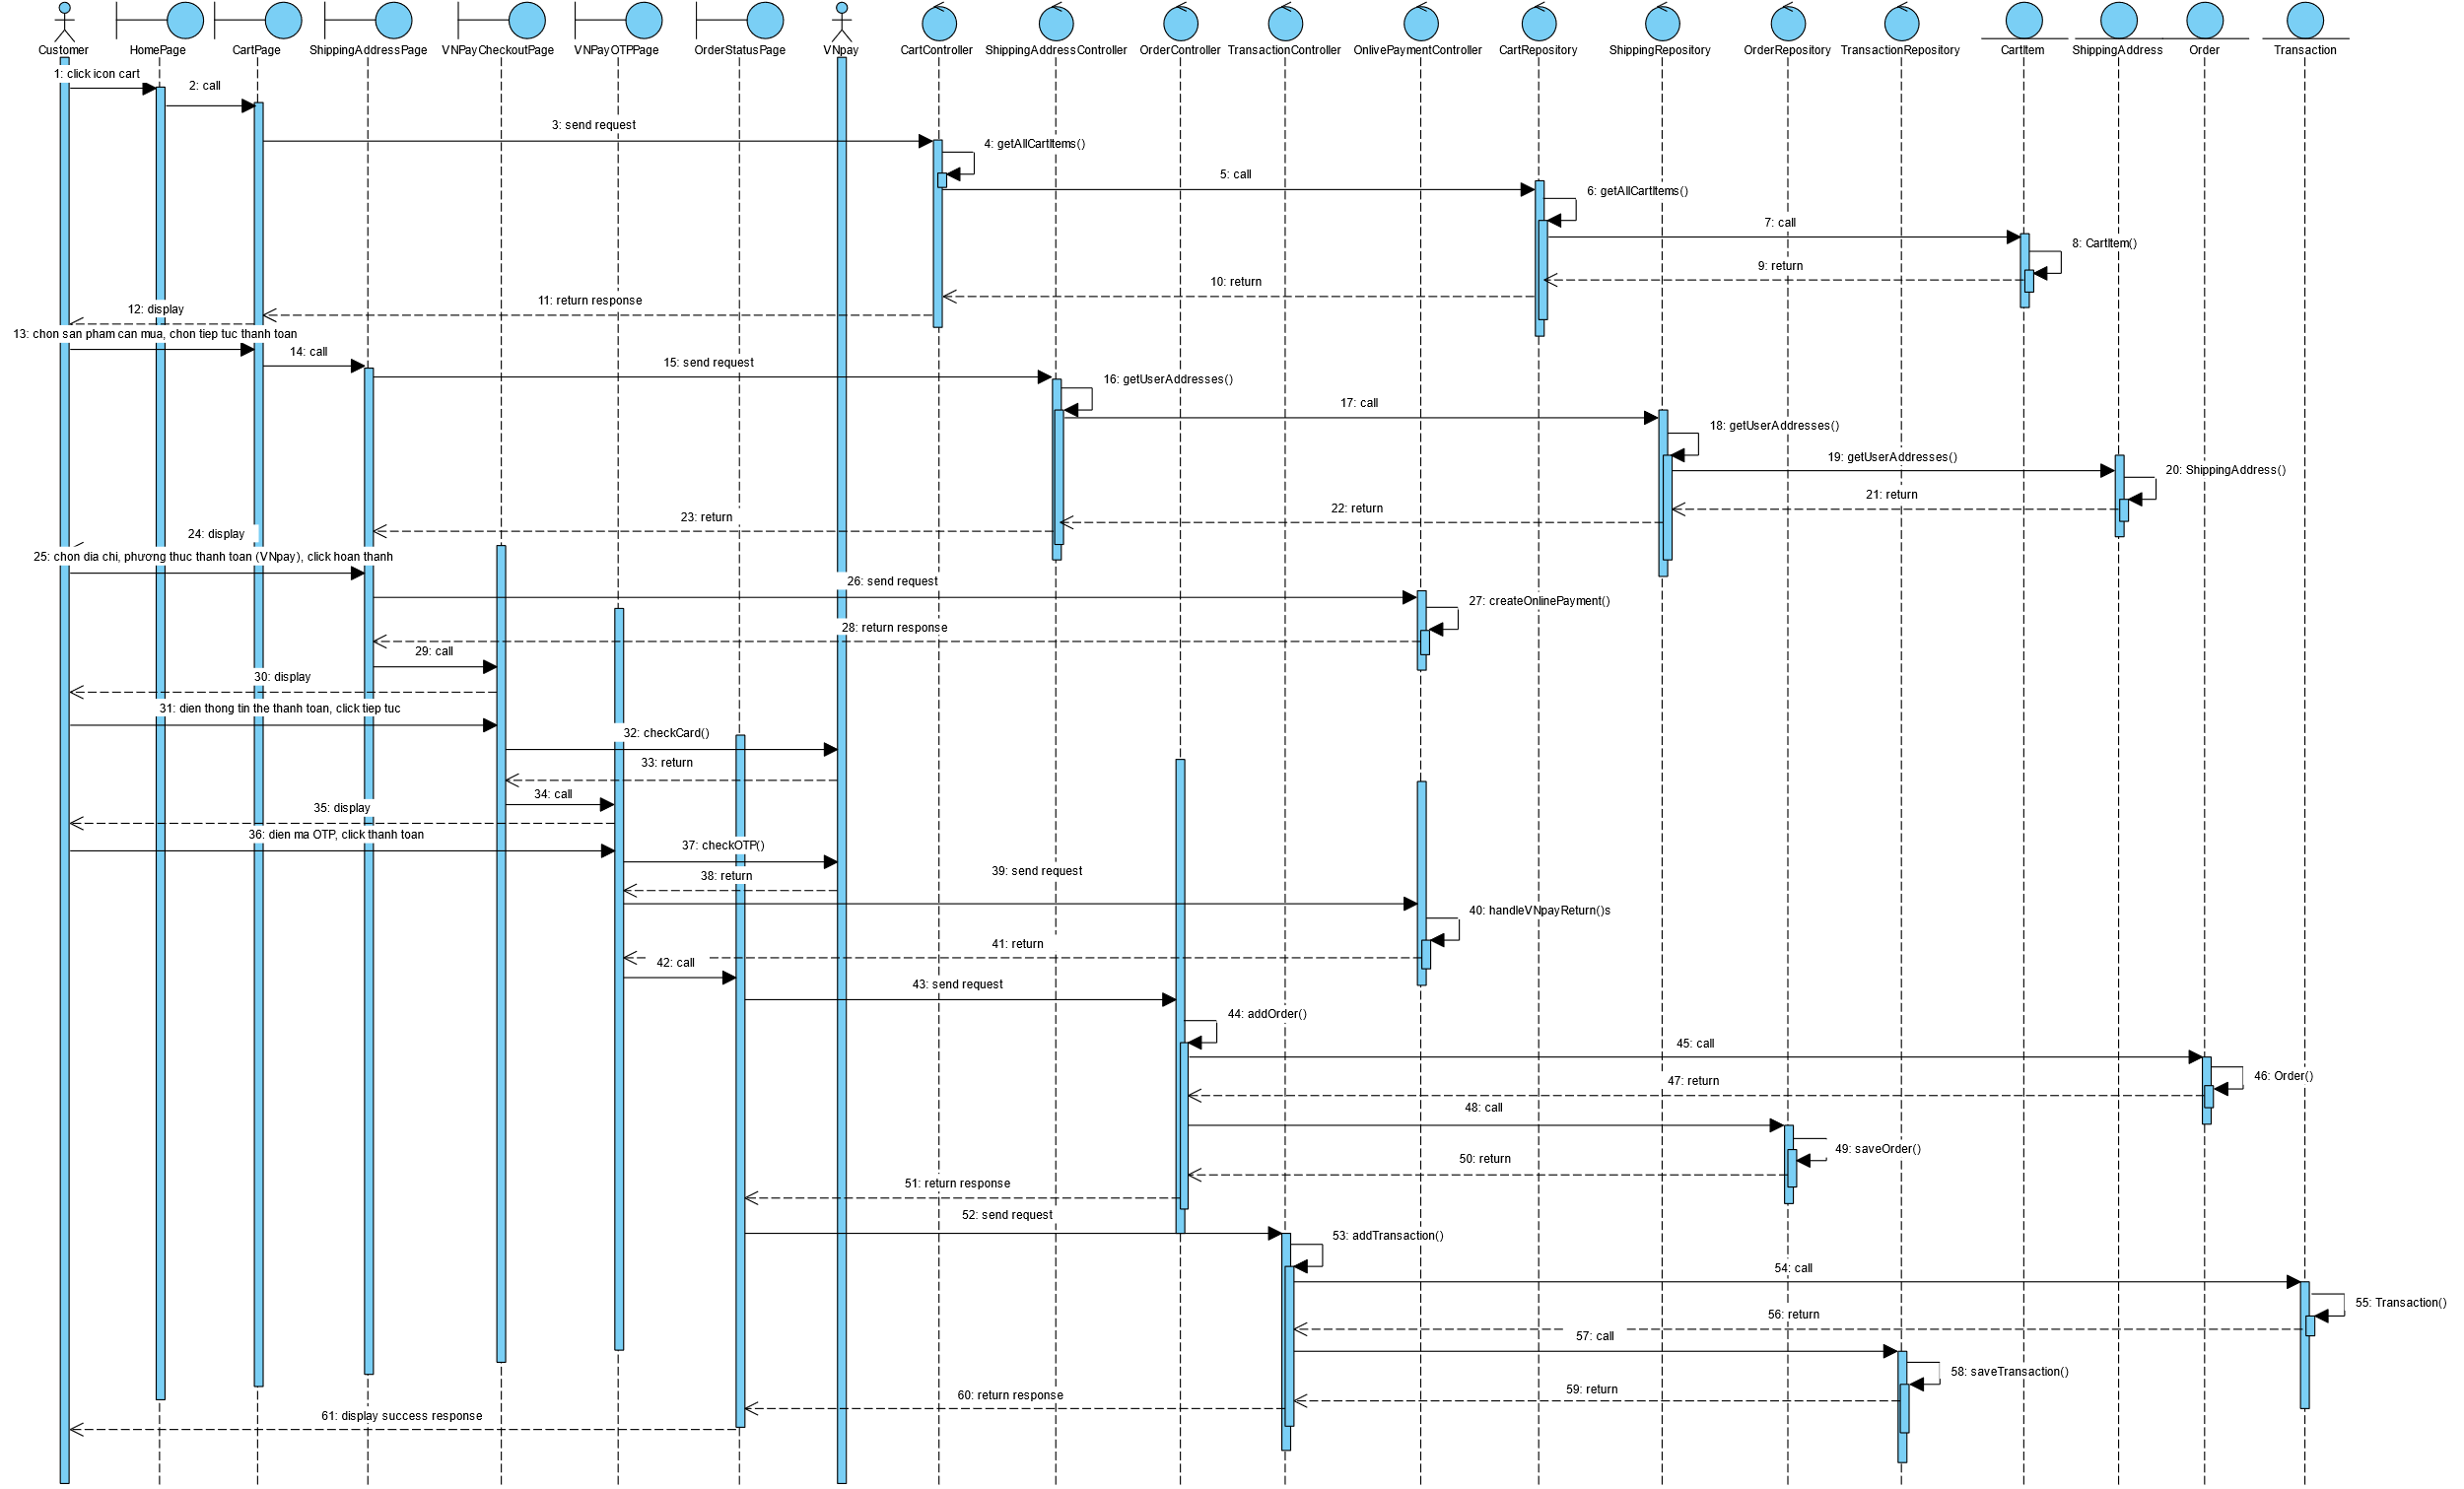 Customer
HomePage
CartPage
ShippingAddressPage
VNPayCheckoutPage
VNPayOTPPage
OrderStatusPage
VNpay
CartController
ShippingAddressController
OrderController
TransactionController
OnlivePaymentController
CartRepository
ShippingRepository
OrderRepository
TransactionRepository
CartItem
ShippingAddress
Order
Transaction
1: click icon cart
2: call
3: send request
4: getAllCartItems()
5: call
6: getAllCartItems()
7: call
8: CartItem()
9: return
10: return
11: return response
12: display
13: chon san pham can mua, chon tiep tuc thanh toan
14: call
15: send request
16: getUserAddresses()
17: call
18: getUserAddresses()
19: getUserAddresses()
20: ShippingAddress()
21: return
22: return
23: return
24: display
25: chon dia chi, phương thuc thanh toan (VNpay), click hoan thanh
26: send request
27: createOnlinePayment()
28: return response
29: call
30: display
31: dien thong tin the thanh toan, click tiep tuc
32: checkCard()
33: return
34: call
35: display
36: dien ma OTP, click thanh toan
37: checkOTP()
38: return
39: send request
40: handleVNpayReturn()s
41: return
42: call
43: send request
44: addOrder()
45: call
46: Order()
47: return
48: call
49: saveOrder()
50: return
51: return response
52: send request
53: addTransaction()
54: call
55: Transaction()
56: return
57: call
58: saveTransaction()
59: return
60: return response
61: display success response